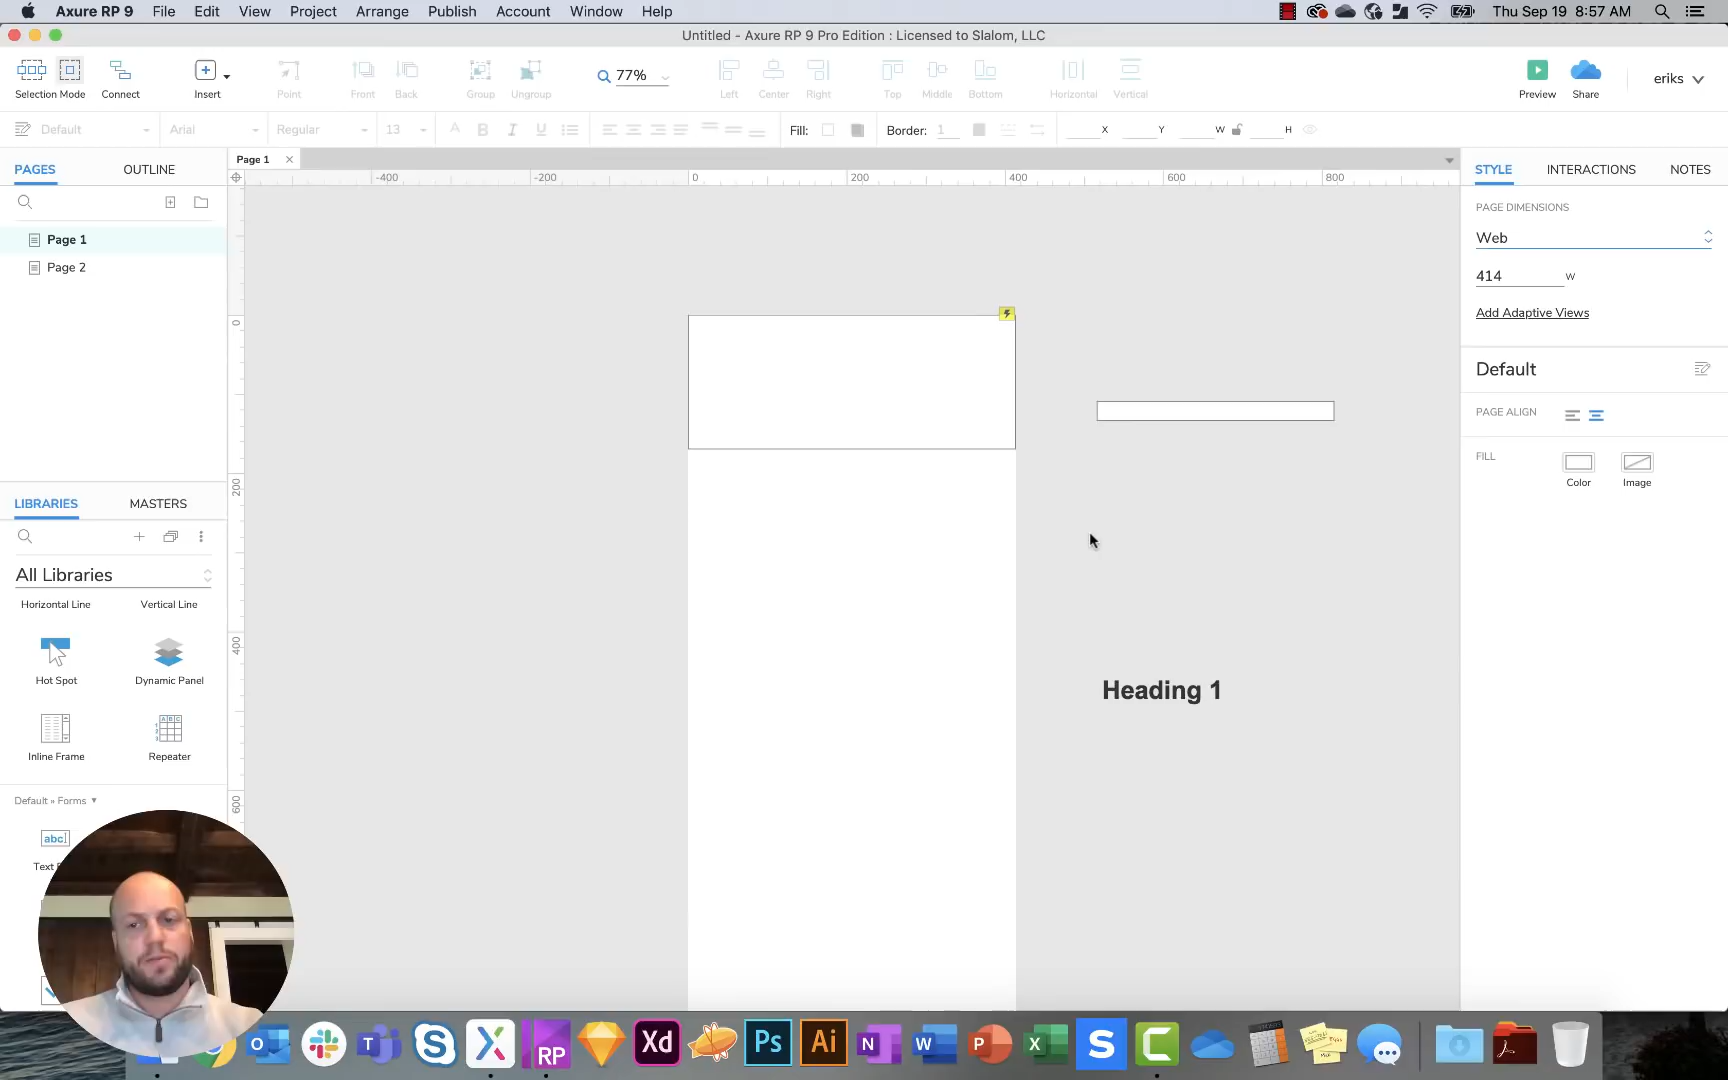 Axure RP 9 File Edit View Project Arrange Publish Account Window Help Thu Sep 19 8:57 AM
Untitled - Axure RP 9 Pro Edition : Licensed to Slalom, LLC
77%
eriks
Selection Mode Connect Insert Point Front Back Group Ungroup Left Center Right Top Middle Bottom Horizontal Vertical Preview Share
Default Arial Regular 13 A B I U Fill: Border: 1 X Y W H
Page 1
PAGES OUTLINE
STYLE INTERACTIONS NOTES
-400 -200 0 200 400 600 800
PAGE DIMENSIONS
Web
Page 1
Page 2
414 W
Add Adaptive Views
0
Default
PAGE ALIGN
FILL
Color Image
200
LIBRARIES MASTERS
All Libraries
Horizontal Line Vertical Line
400
Hot Spot Dynamic Panel
Heading 1
Inline Frame Repeater
Default » Forms
600
abc
Text
O T S X RP Xd Ps Ai N W P X S C